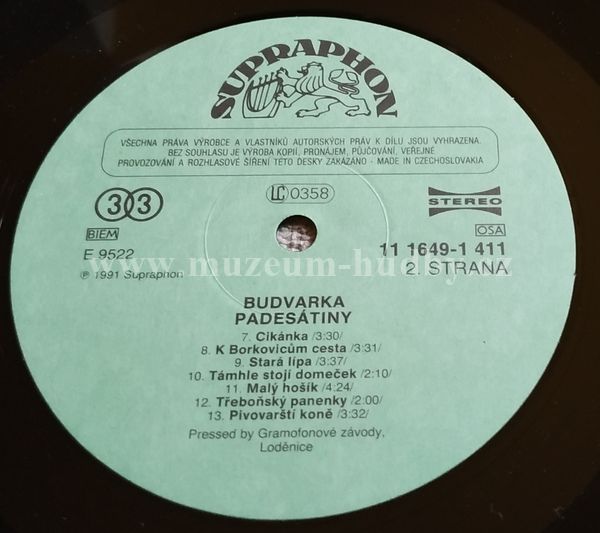 SUPRAPHON
VŠECHNA PRÁVA VÝROBCE A VLASTNÍKŮ AUTORSKÝCH PRÁV K DÍLU JSOU VYHRAZENA.
BEZ SOUHLASU JE VÝROBA KOPIÍ, PRONÁJEM, PŮJČOVÁNÍ, VEŘEJNÉ
PROVOZOVÁNÍ A ROZHLASOVÉ ŠÍŘENÍ TÉTO DESKY ZAKÁZÁNO - MADE IN CZECHOSLOVAKIA
33
LC 0358
STEREO
BIEM
OSA
E 9522
11 1649-1 411
℗ 1991 Supraphon
2. STRANA
www.muzeum-hudby.cz
BUDVARKA
PADESÁTINY
7. Cikánka /3:30/
8. K Borkovicům cesta /3:31/
9. Stará lípa /3:37/
10. Támhle stojí domeček /2:10/
11. Malý hošík /4:24/
12. Třeboňský panenky /2:00/
13. Pivovarští koně /3:32/
Pressed by Gramofonové závody,
Loděnice